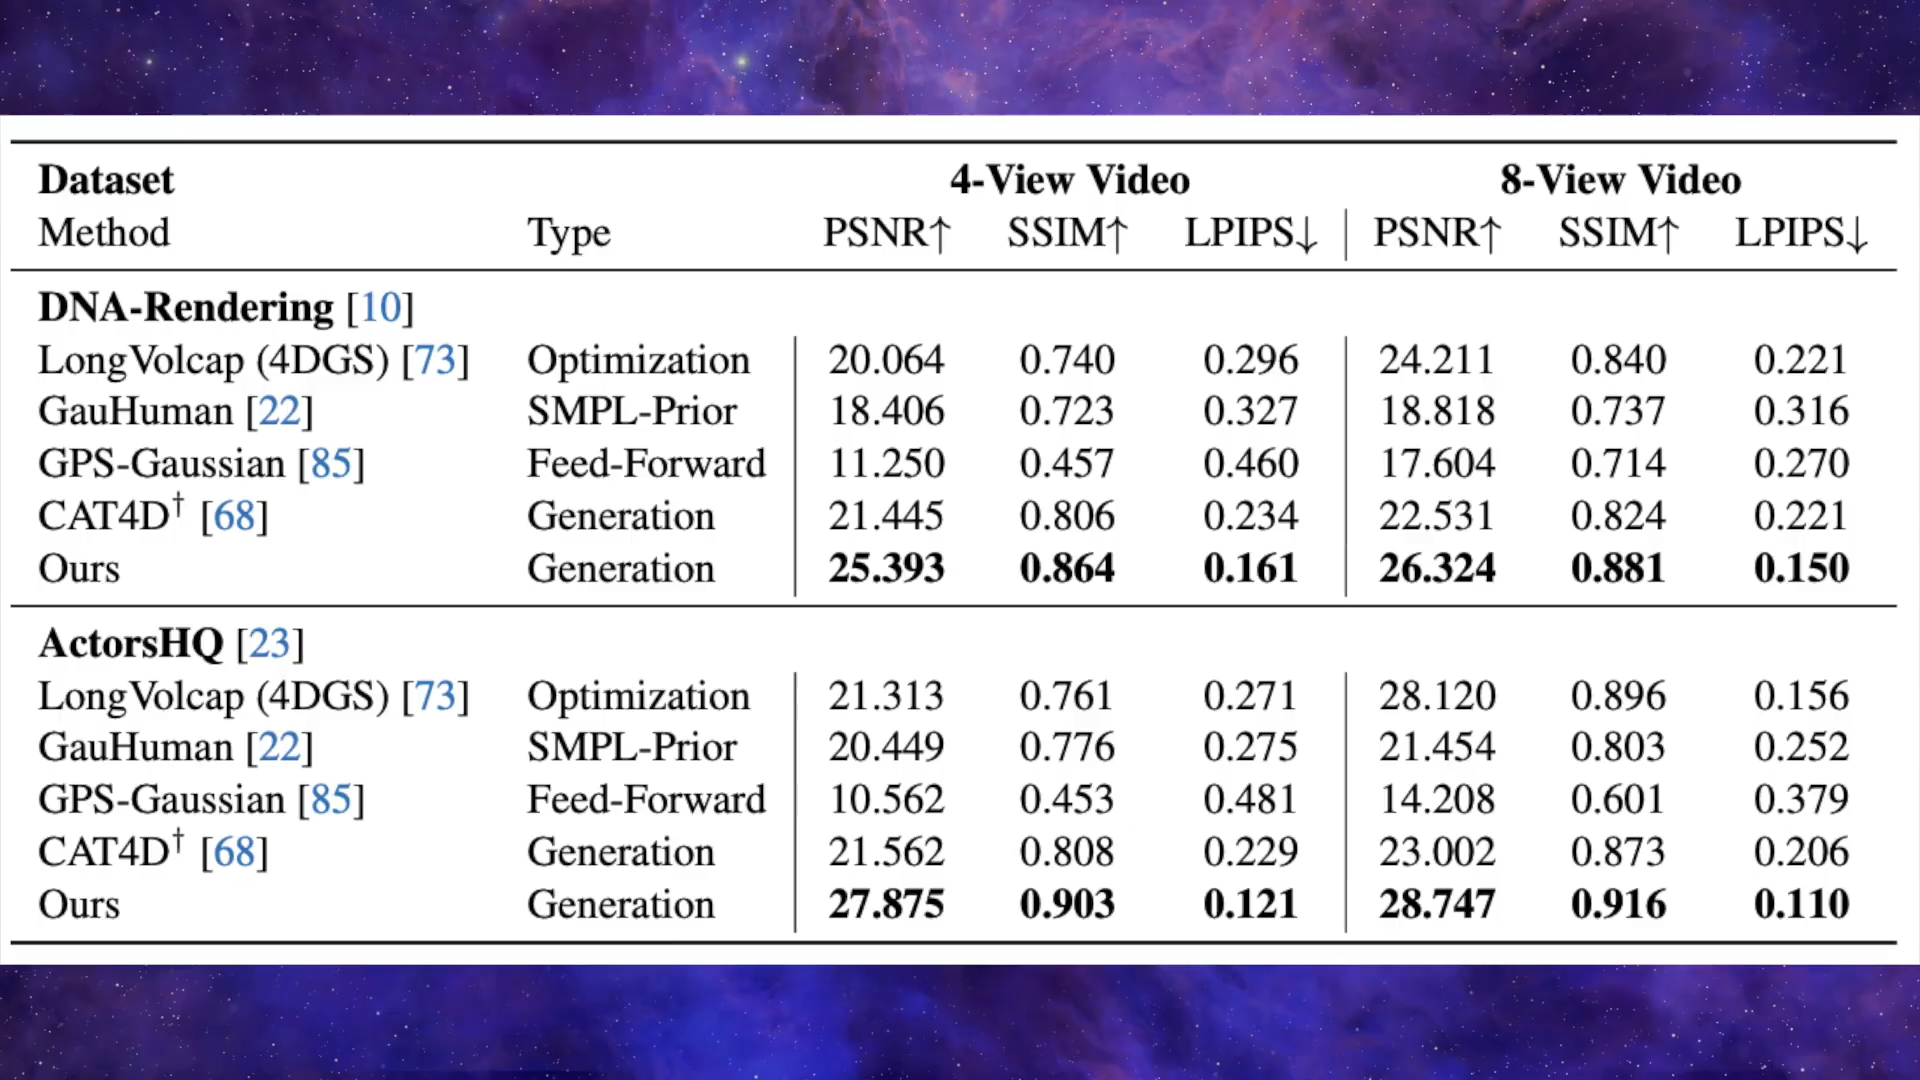 Dataset 4-View Video 8-View Video
Method Type PSNR↑ SSIM↑ LPIPS↓ PSNR↑ SSIM↑ LPIPS↓
DNA-Rendering [10]
LongVolcap (4DGS) [73] Optimization 20.064 0.740 0.296 24.211 0.840 0.221
GauHuman [22] SMPL-Prior 18.406 0.723 0.327 18.818 0.737 0.316
GPS-Gaussian [85] Feed-Forward 11.250 0.457 0.460 17.604 0.714 0.270
CAT4D† [68] Generation 21.445 0.806 0.234 22.531 0.824 0.221
Ours Generation 25.393 0.864 0.161 26.324 0.881 0.150
ActorsHQ [23]
LongVolcap (4DGS) [73] Optimization 21.313 0.761 0.271 28.120 0.896 0.156
GauHuman [22] SMPL-Prior 20.449 0.776 0.275 21.454 0.803 0.252
GPS-Gaussian [85] Feed-Forward 10.562 0.453 0.481 14.208 0.601 0.379
CAT4D† [68] Generation 21.562 0.808 0.229 23.002 0.873 0.206
Ours Generation 27.875 0.903 0.121 28.747 0.916 0.110